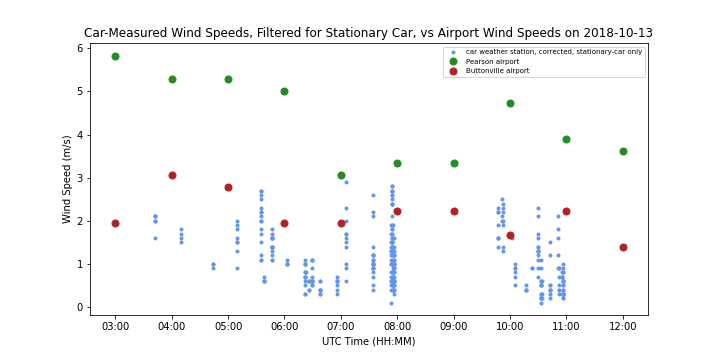 Car-Measured Wind Speeds, Filtered for Stationary Car, vs Airport Wind Speeds on 2018-10-13
car weather station, corrected, stationary-car only
Pearson airport
Buttonville airport
Wind Speed (m/s)
6
5
4
3
2
1
0
03:00 04:00 05:00 06:00 07:00 08:00 09:00 10:00 11:00 12:00
UTC Time (HH:MM)